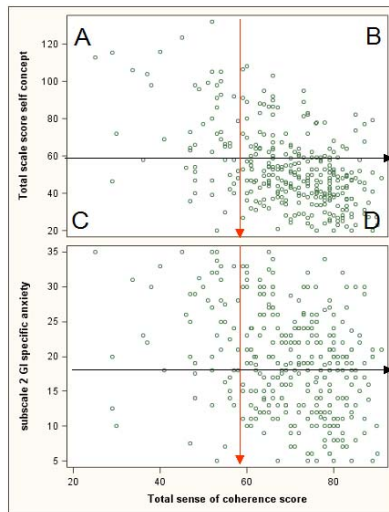 A B
120
100
80
60
40
20
Total scale score self concept
C D
35
30
25
20
15
10
5
subscale 2 GI specific anxiety
20 40 60 80
Total sense of coherence score